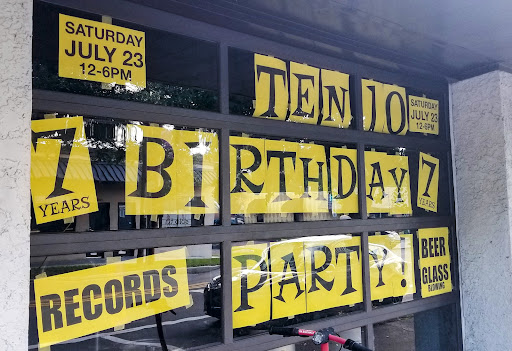 SATURDAY
JULY 23
12-6PM
TEN 10
SATURDAY
JULY 23
12-6PM
7
YEARS
BIRTHDAY
7
YEARS
RECORDS
PARTY!
BEER
GLASS
BLOWING